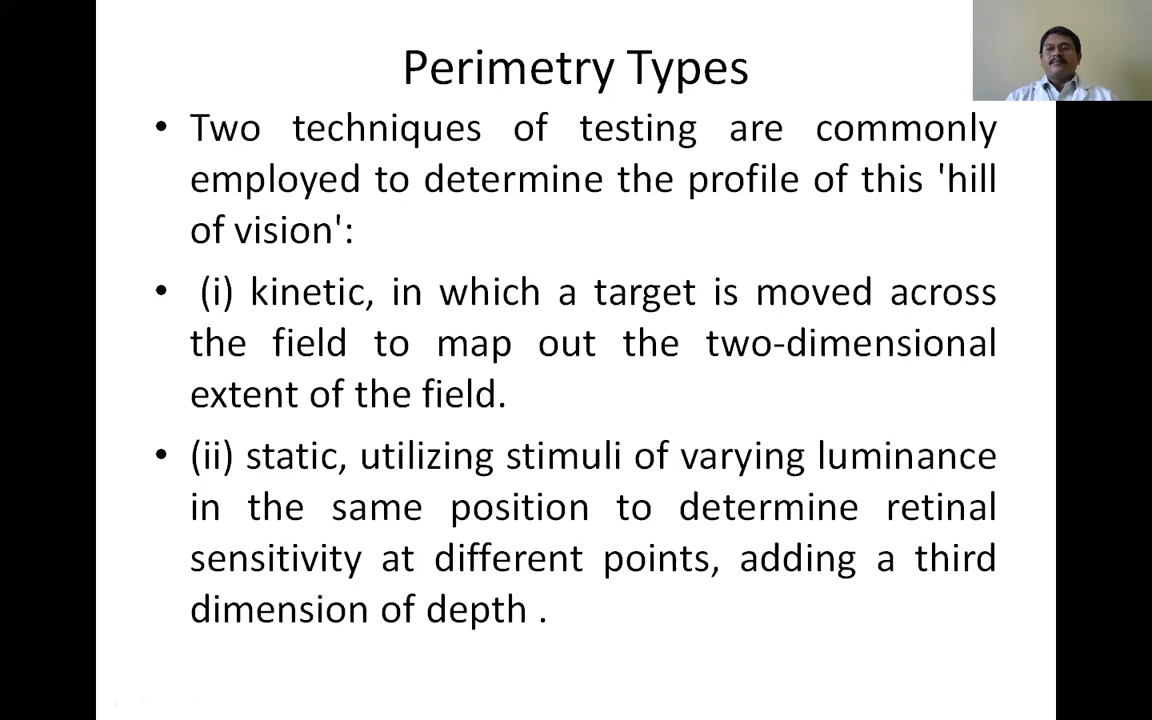 Perimetry Types
• Two techniques of testing are commonly
employed to determine the profile of this 'hill
of vision':
• (i) kinetic, in which a target is moved across
the field to map out the two-dimensional
extent of the field.
• (ii) static, utilizing stimuli of varying luminance
in the same position to determine retinal
sensitivity at different points, adding a third
dimension of depth .